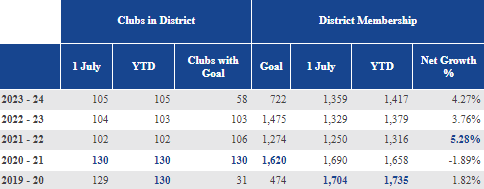 Clubs in District District Membership
1 July YTD Clubs with Goal Goal 1 July YTD Net Growth %
2023 - 24 105 105 58 722 1,359 1,417 4.27%
2022 - 23 104 103 103 1,475 1,329 1,379 3.76%
2021 - 22 102 102 106 1,274 1,250 1,316 5.28%
2020 - 21 130 130 130 1,620 1,690 1,658 -1.89%
2019 - 20 129 130 31 474 1,704 1,735 1.82%